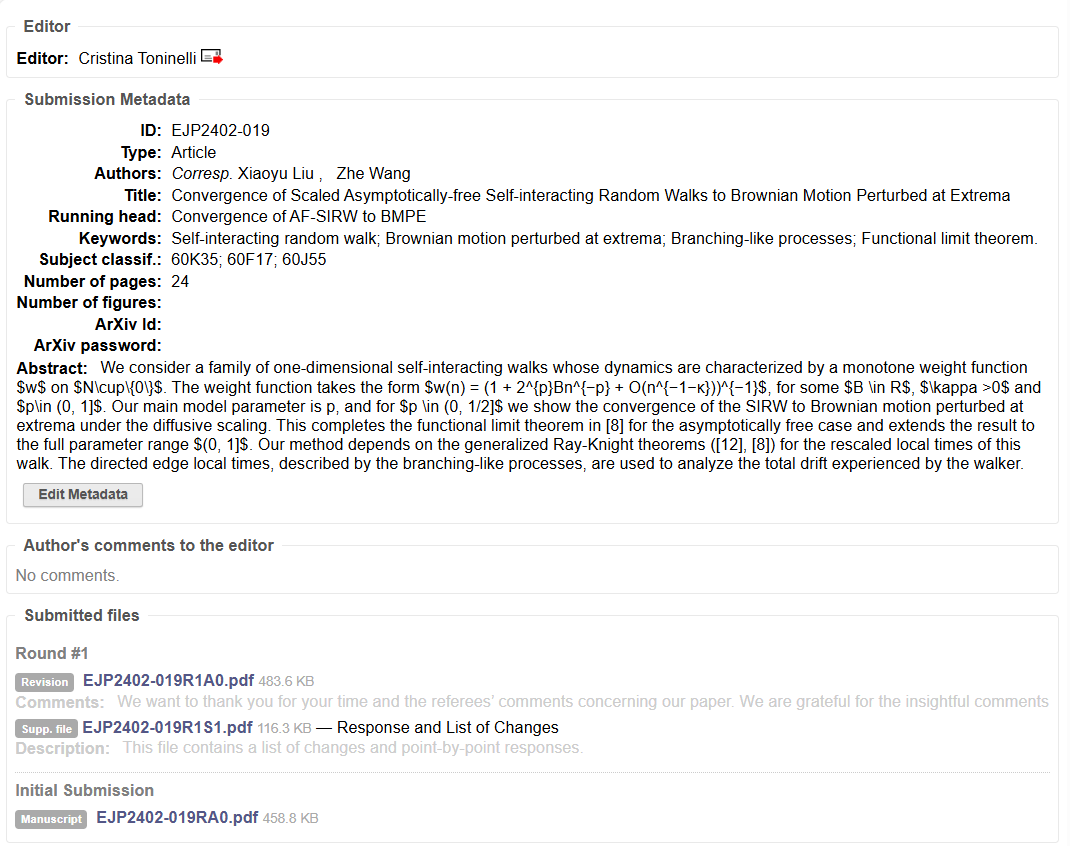 Editor
Editor: Cristina Toninelli
Submission Metadata
ID: EJP2402-019
Type: Article
Authors: Corresp. Xiaoyu Liu , Zhe Wang
Title: Convergence of Scaled Asymptotically-free Self-interacting Random Walks to Brownian Motion Perturbed at Extrema
Running head: Convergence of AF-SIRW to BMPE
Keywords: Self-interacting random walk; Brownian motion perturbed at extrema; Branching-like processes; Functional limit theorem.
Subject classif.: 60K35; 60F17; 60J55
Number of pages: 24
Number of figures:
ArXiv Id:
ArXiv password:
Abstract: We consider a family of one-dimensional self-interacting walks whose dynamics are characterized by a monotone weight function
$w$ on $N\cup\{0\}$. The weight function takes the form $w(n) = (1 + 2^{p}Bn^{−p} + O(n^{−1−κ}))^{−1}$, for some $B \in R$, $\kappa >0$ and
$p\in (0, 1]$. Our main model parameter is p, and for $p \in (0, 1/2]$ we show the convergence of the SIRW to Brownian motion perturbed at
extrema under the diffusive scaling. This completes the functional limit theorem in [8] for the asymptotically free case and extends the result to
the full parameter range $(0, 1]$. Our method depends on the generalized Ray-Knight theorems ([12], [8]) for the rescaled local times of this
walk. The directed edge local times, described by the branching-like processes, are used to analyze the total drift experienced by the walker.
Edit Metadata
Author's comments to the editor
No comments.
Submitted files
Round #1
Revision EJP2402-019R1A0.pdf 483.6 KB
Comments: We want to thank you for your time and the referees' comments concerning our paper. We are grateful for the insightful comments
Supp. file EJP2402-019R1S1.pdf 116.3 KB — Response and List of Changes
Description: This file contains a list of changes and point-by-point responses.
Initial Submission
Manuscript EJP2402-019RA0.pdf 458.8 KB